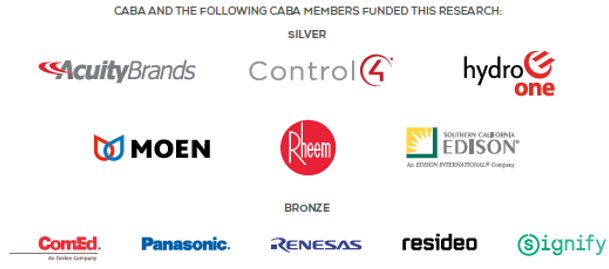 CABA AND THE FOLLOWING CABA MEMBERS FUNDED THIS RESEARCH:
SILVER
AcuityBrands
Control4®
hydro one
MOEN
Rheem
SOUTHERN CALIFORNIA
EDISON®
An EDISON INTERNATIONAL® Company
BRONZE
ComEd.
An Exelon Company
Panasonic.
RENESAS
resideo
Signify